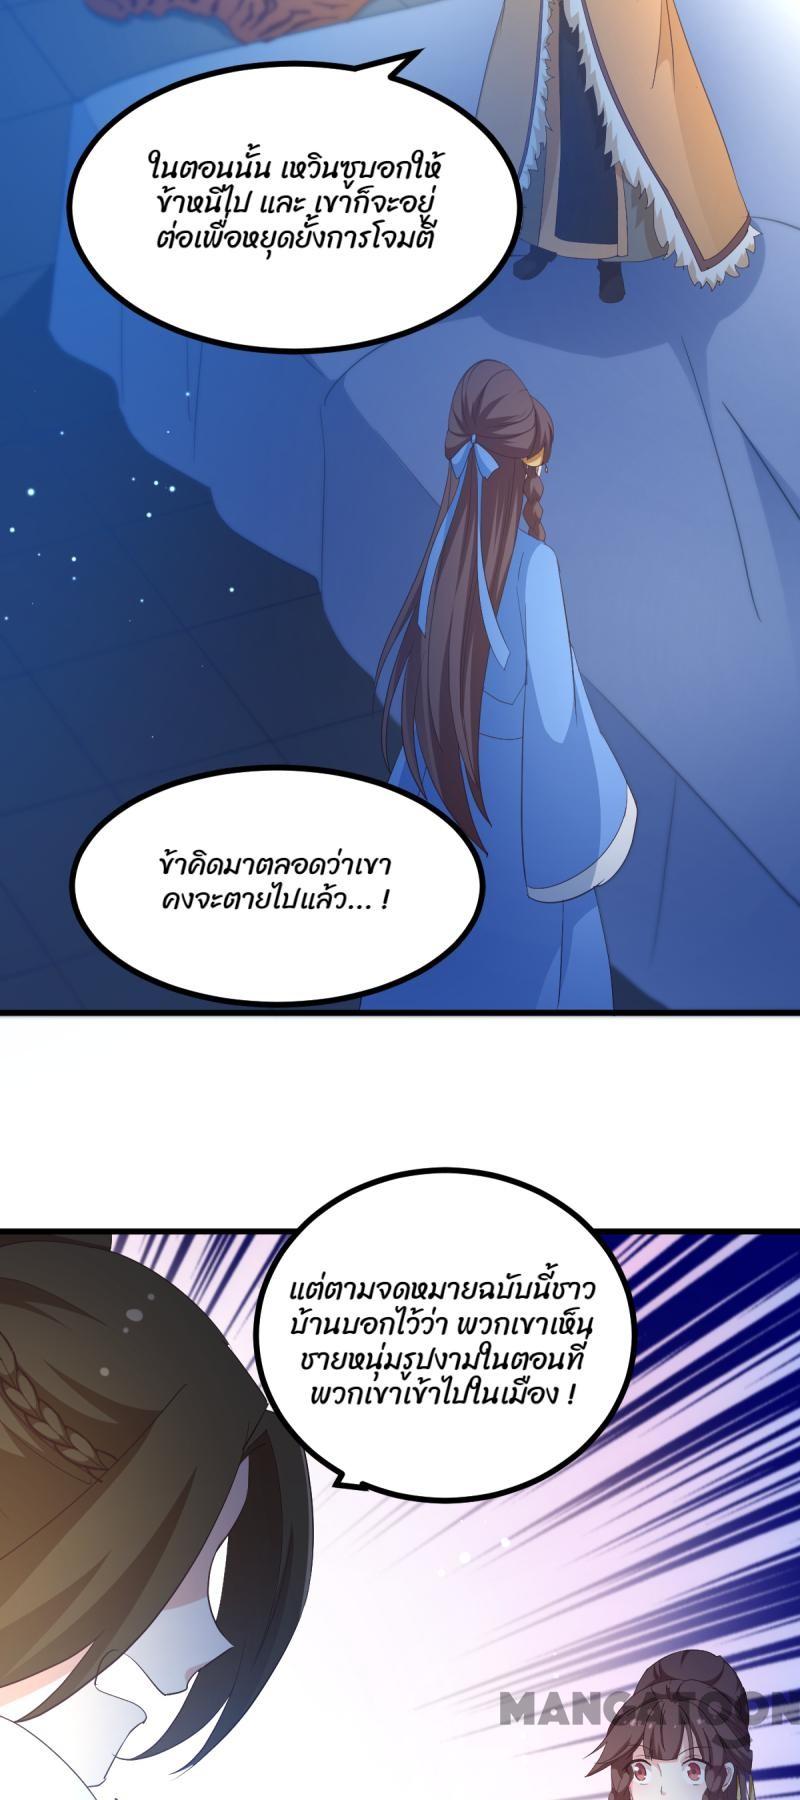 ในตอนนั้น เหวินซูบอกให้
ข้าหนีไป และ เขาก็จะอยู่
ต่อเพื่อหยุดยั้งการโจมตี
ข้าคิดมาตลอดว่าเขา
คงจะตายไปแล้ว... !
แต่ตามจดหมายฉบับนี้ชาว
บ้านบอกไว้ว่า พวกเขาเห็น
ชายหนุ่มรูปงามในตอนที่
พวกเขาเข้าไปในเมือง !
MANGATOON